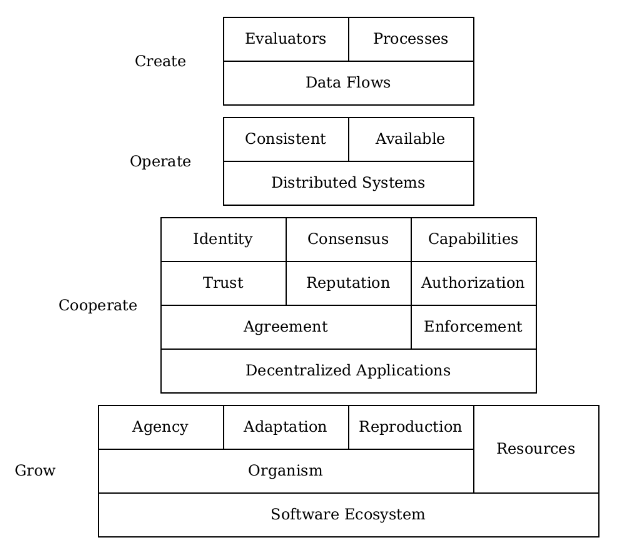 Evaluators Processes
Create
Data Flows
Consistent Available
Operate
Distributed Systems
Identity Consensus Capabilities
Trust Reputation Authorization
Cooperate
Agreement Enforcement
Decentralized Applications
Agency Adaptation Reproduction
Resources
Grow Organism
Software Ecosystem